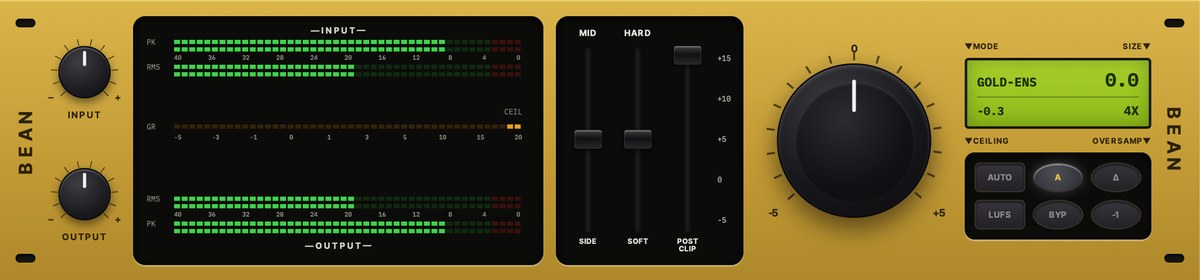 BEAN
− +
INPUT
− +
OUTPUT
—INPUT—
PK
40 36 32 28 24 20 16 12 8 4 0
RMS
CEIL
GR
-5 -3 -1 0 1 3 5 10 15 20
RMS
40 36 32 28 24 20 16 12 8 4 0
PK
—OUTPUT—
MID HARD
+15
+10
+5
0
-5
SIDE SOFT POST
CLIP
0
-5 +5
▼MODE SIZE▼
GOLD-ENS 0.0
-0.3 4X
▼CEILING OVERSAMP▼
AUTO A Δ
LUFS BYP -1
BEAN